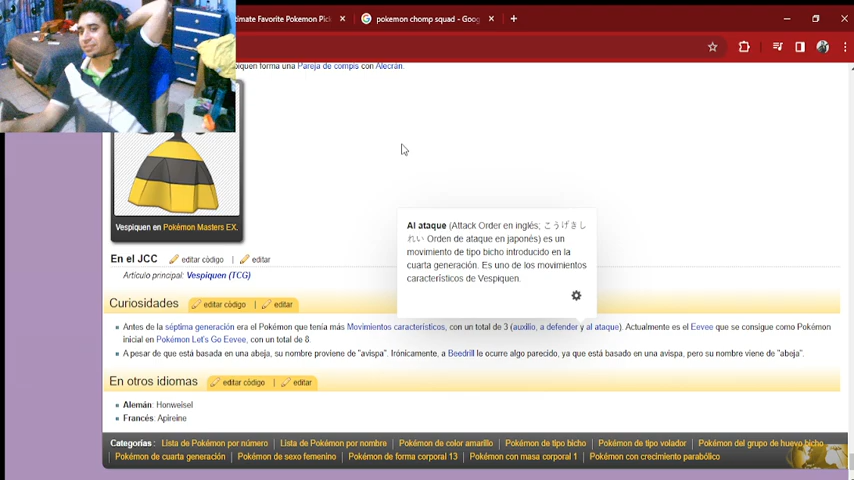 timate Favorite Pokemon Pick
pokemon chomp squad - Goog
piquen forma una Pareja de compis con Alecrán.
Vespiquen en Pokémon Masters EX.
Al ataque (Attack Order en inglés; こうげきし
れい Orden de ataque en japonés) es un
movimiento de tipo bicho introducido en la
cuarta generación. Es uno de los movimientos
característicos de Vespiquen.
En el JCC editar código | editar
Artículo principal: Vespiquen (TCG)
Curiosidades editar código | editar
Antes de la séptima generación era el Pokémon que tenía más Movimientos característicos, con un total de 3 (auxilio, a defender y al ataque). Actualmente es el Eevee que se consigue como Pokémon
inicial en Pokémon Let's Go Eevee, con un total de 8.
A pesar de que está basada en una abeja, su nombre proviene de "avispa". Irónicamente, a Beedrill le ocurre algo parecido, ya que está basado en una avispa, pero su nombre viene de "abeja".
En otros idiomas editar código | editar
Alemán: Honweisel
Francés: Apireine
Categorías : Lista de Pokémon por número Lista de Pokémon por nombre Pokémon de color amarillo Pokémon de tipo bicho Pokémon de tipo volador Pokémon del grupo de huevo bicho
Pokémon de cuarta generación Pokémon de sexo femenino Pokémon de forma corporal 13 Pokémon con masa corporal 1 Pokémon con crecimiento parabólico